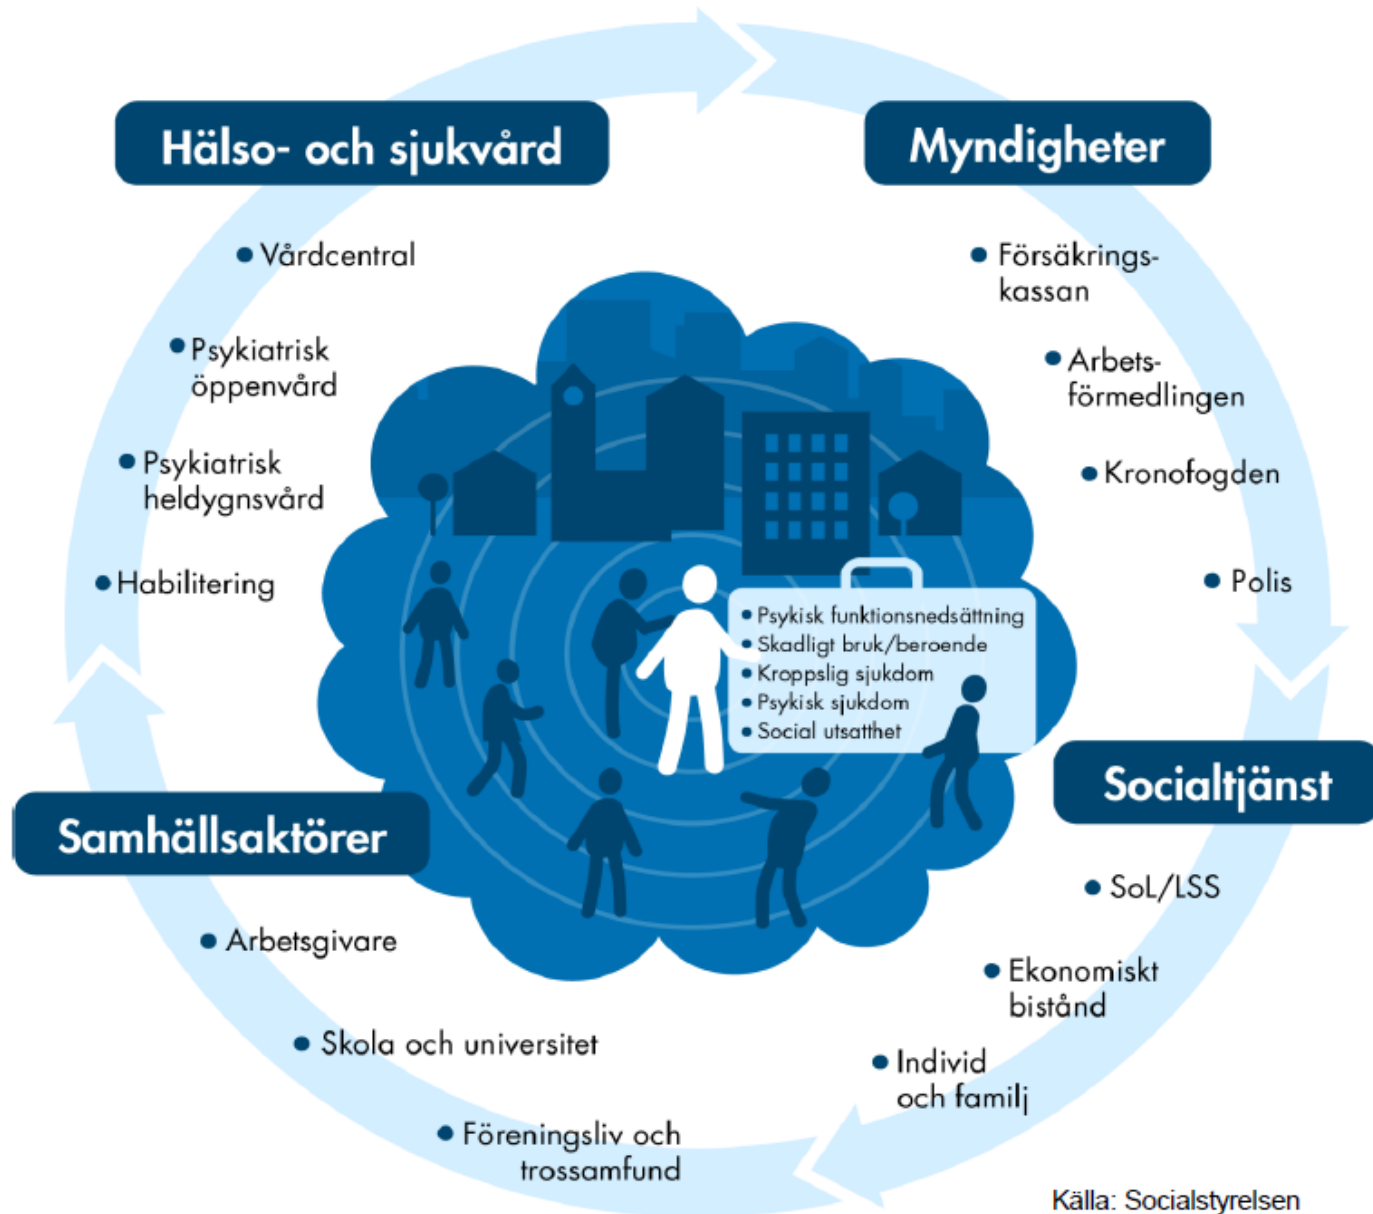 Hälso- och sjukvård
Vårdcentral
Psykiatrisk
öppenvård
Psykiatrisk
heldygnsvård
Habilitering
Myndigheter
Försäkrings-
kassan
Arbets-
förmedlingen
Kronofogden
Polis
Psykisk funktionsnedsättning
Skadligt bruk/beroende
Kroppslig sjukdom
Psykisk sjukdom
Social utsatthet
Socialtjänst
SoL/LSS
Ekonomiskt
bistånd
Individ
och familj
Samhällsaktörer
Arbetsgivare
Skola och universitet
Föreningsliv och
trossamfund
Källa: Socialstyrelsen